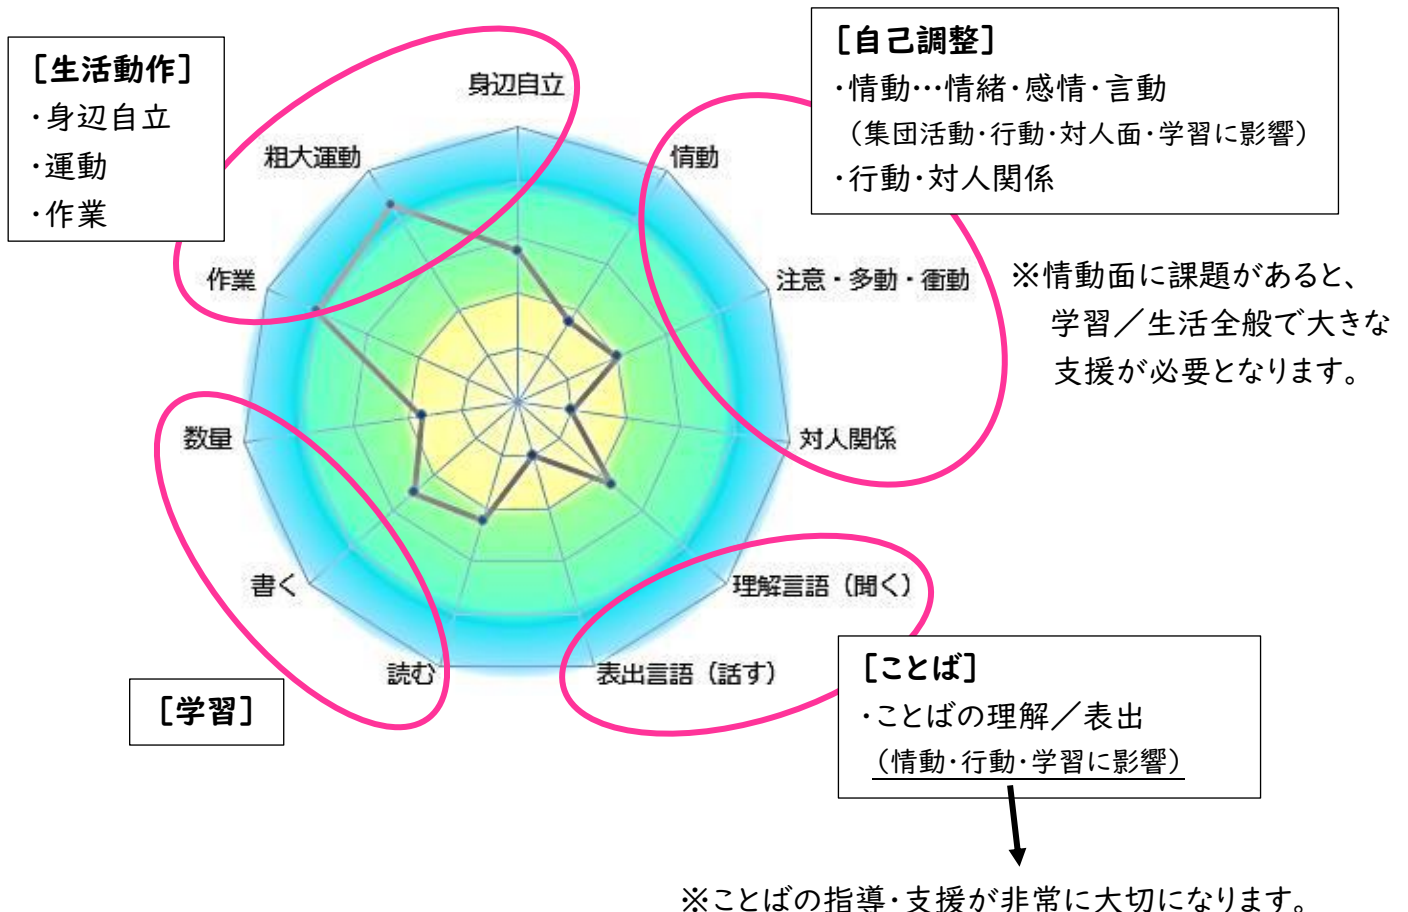 ［生活動作］
・身辺自立
・運動
・作業
［自己調整］
・情動…情緒・感情・言動
（集団活動・行動・対人面・学習に影響）
・行動・対人関係
※情動面に課題があると、
学習／生活全般で大きな
支援が必要となります。
身辺自立
情動
注意・多動・衝動
対人関係
理解言語（聞く）
表出言語（話す）
読む
書く
数量
作業
粗大運動
［学習］
［ことば］
・ことばの理解／表出
（情動・行動・学習に影響）
※ことばの指導・支援が非常に大切になります。